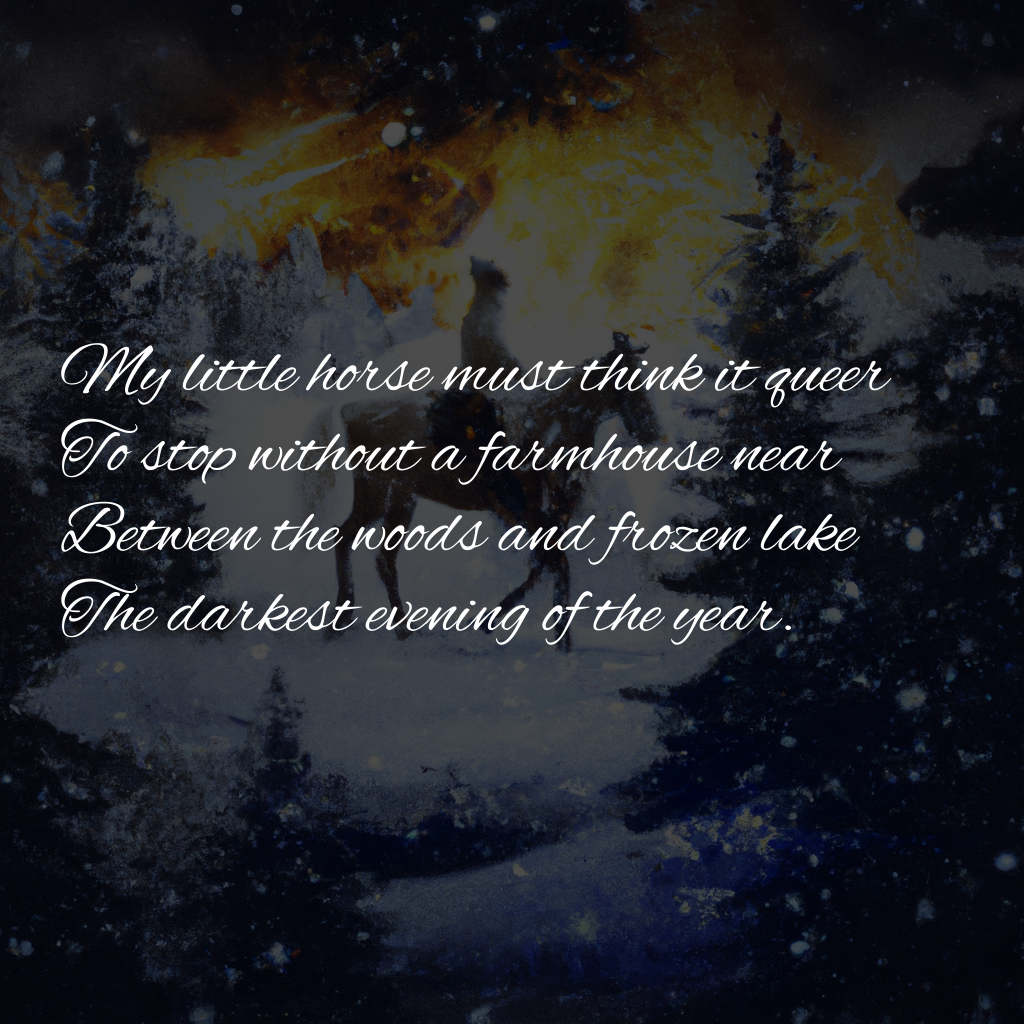 My little horse must think it queer
To stop without a farmhouse near
Between the woods and frozen lake
The darkest evening of the year.